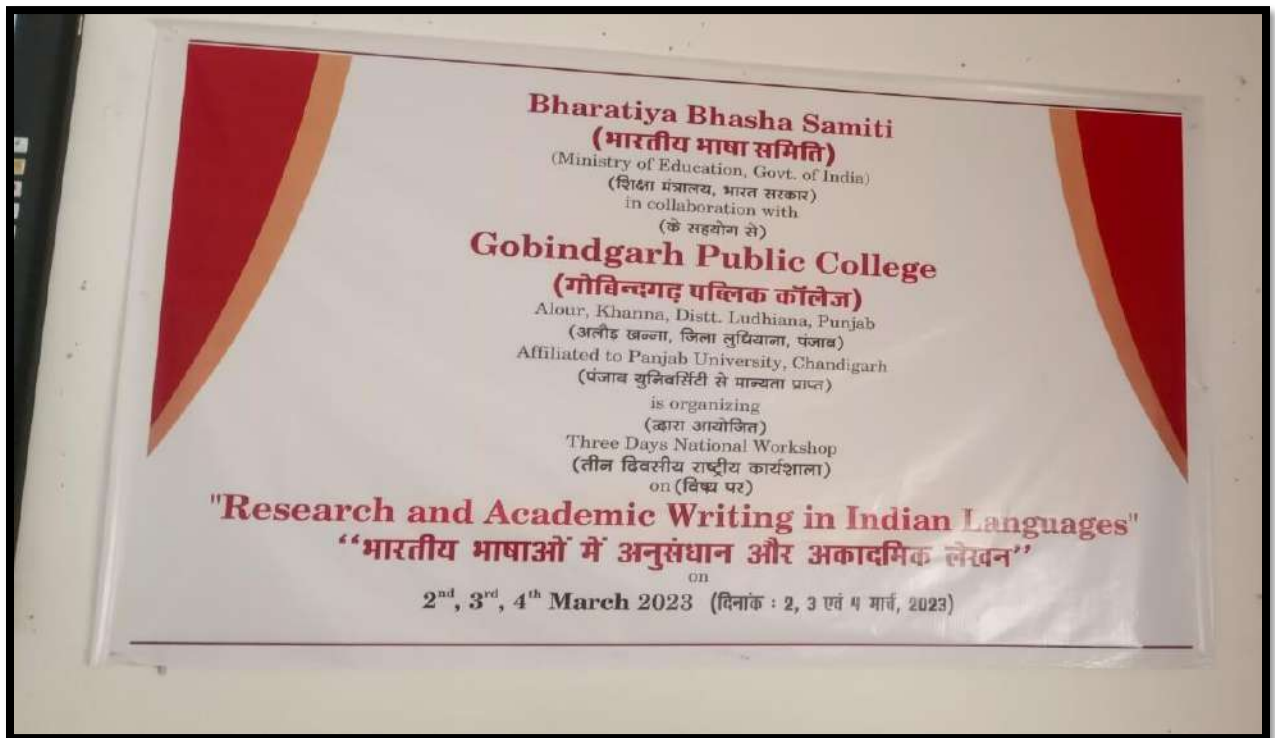 Bharatiya Bhasha Samiti
(भारतीय भाषा समिति)
(Ministry of Education, Govt. of India)
(शिक्षा मंत्रालय, भारत सरकार)
in collaboration with
(के सहयोग से)
Gobindgarh Public College
(गोबिन्दगढ़ पब्लिक कॉलेज)
Alour, Khanna, Distt. Ludhiana, Punjab
(अलौड़ खन्ना, जिला लुधियाना, पंजाब)
Affiliated to Panjab University, Chandigarh
(पंजाब युनिवर्सिटी से मान्यता प्राप्त)
is organizing
(द्वारा आयोजित)
Three Days National Workshop
(तीन दिवसीय राष्ट्रीय कार्यशाला)
on (विषय पर)
"Research and Academic Writing in Indian Languages"
“भारतीय भाषाओं में अनुसंधान और अकादमिक लेखन”
on
2nd, 3rd, 4th March 2023 (दिनांक : 2, 3 एवं 4 मार्च, 2023)